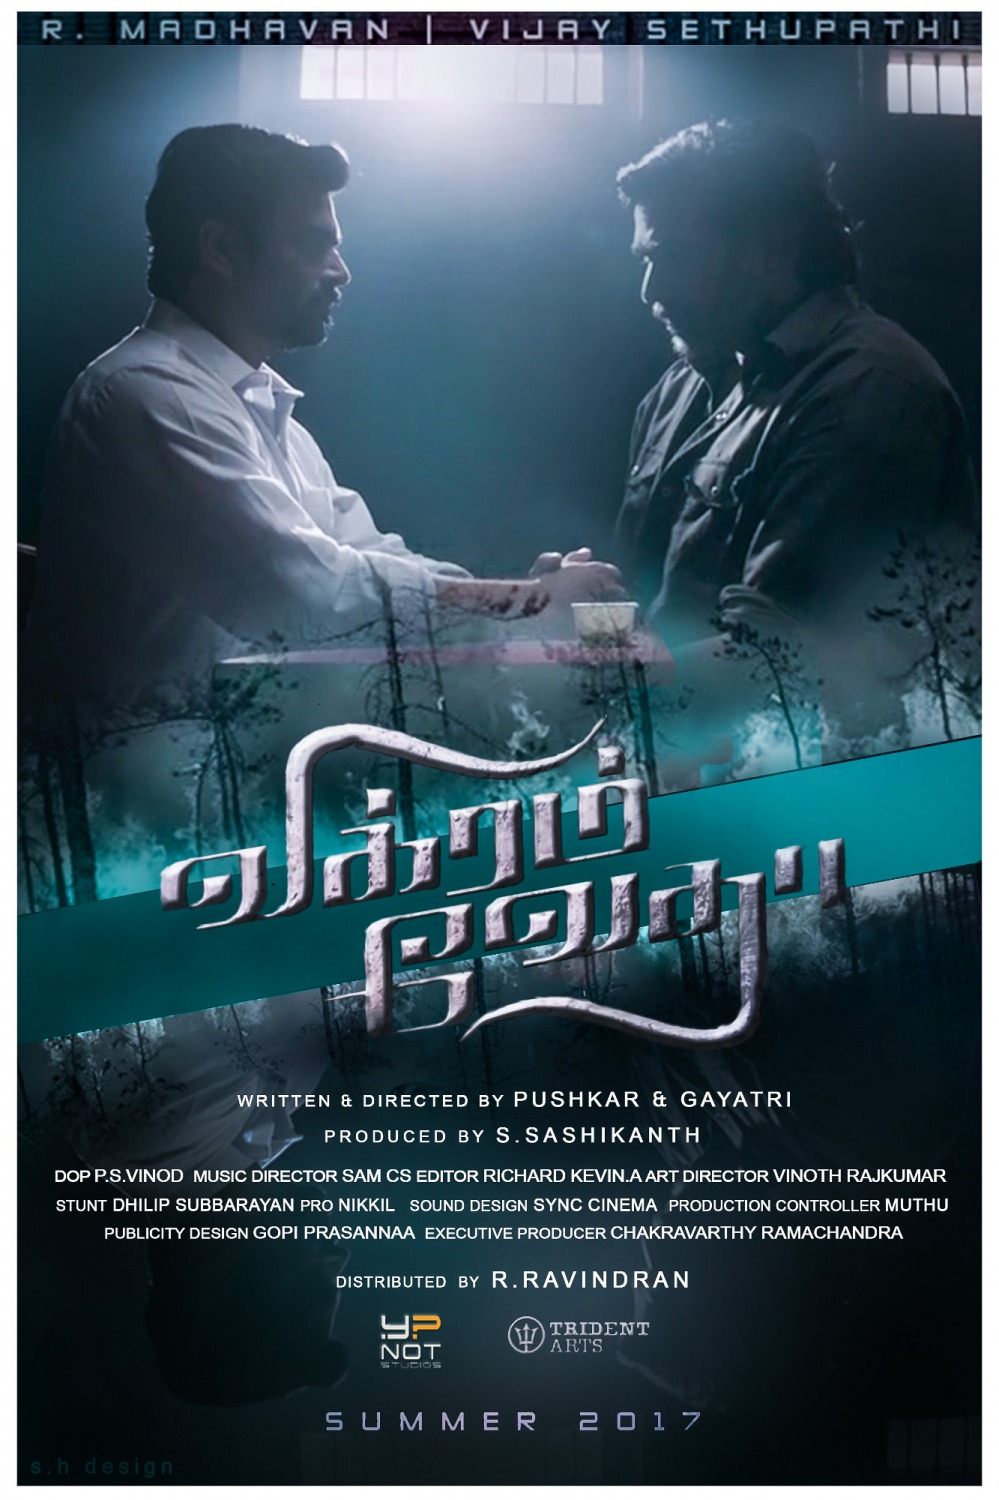 R. MADHAVAN | VIJAY SETHUPATHI
விக்ரம்
வேதா
WRITTEN & DIRECTED BY PUSHKAR & GAYATRI
PRODUCED BY S.SASHIKANTH
DOP P.S.VINOD MUSIC DIRECTOR SAM CS EDITOR RICHARD KEVIN.A ART DIRECTOR VINOTH RAJKUMAR
STUNT DHILIP SUBBARAYAN PRO NIKKIL SOUND DESIGN SYNC CINEMA PRODUCTION CONTROLLER MUTHU
PUBLICITY DESIGN GOPI PRASANNAA EXECUTIVE PRODUCER CHAKRAVARTHY RAMACHANDRA
DISTRIBUTED BY R.RAVINDRAN
YP
NOT
STUDIOS
TRIDENT
ARTS
SUMMER 2017
s.h design